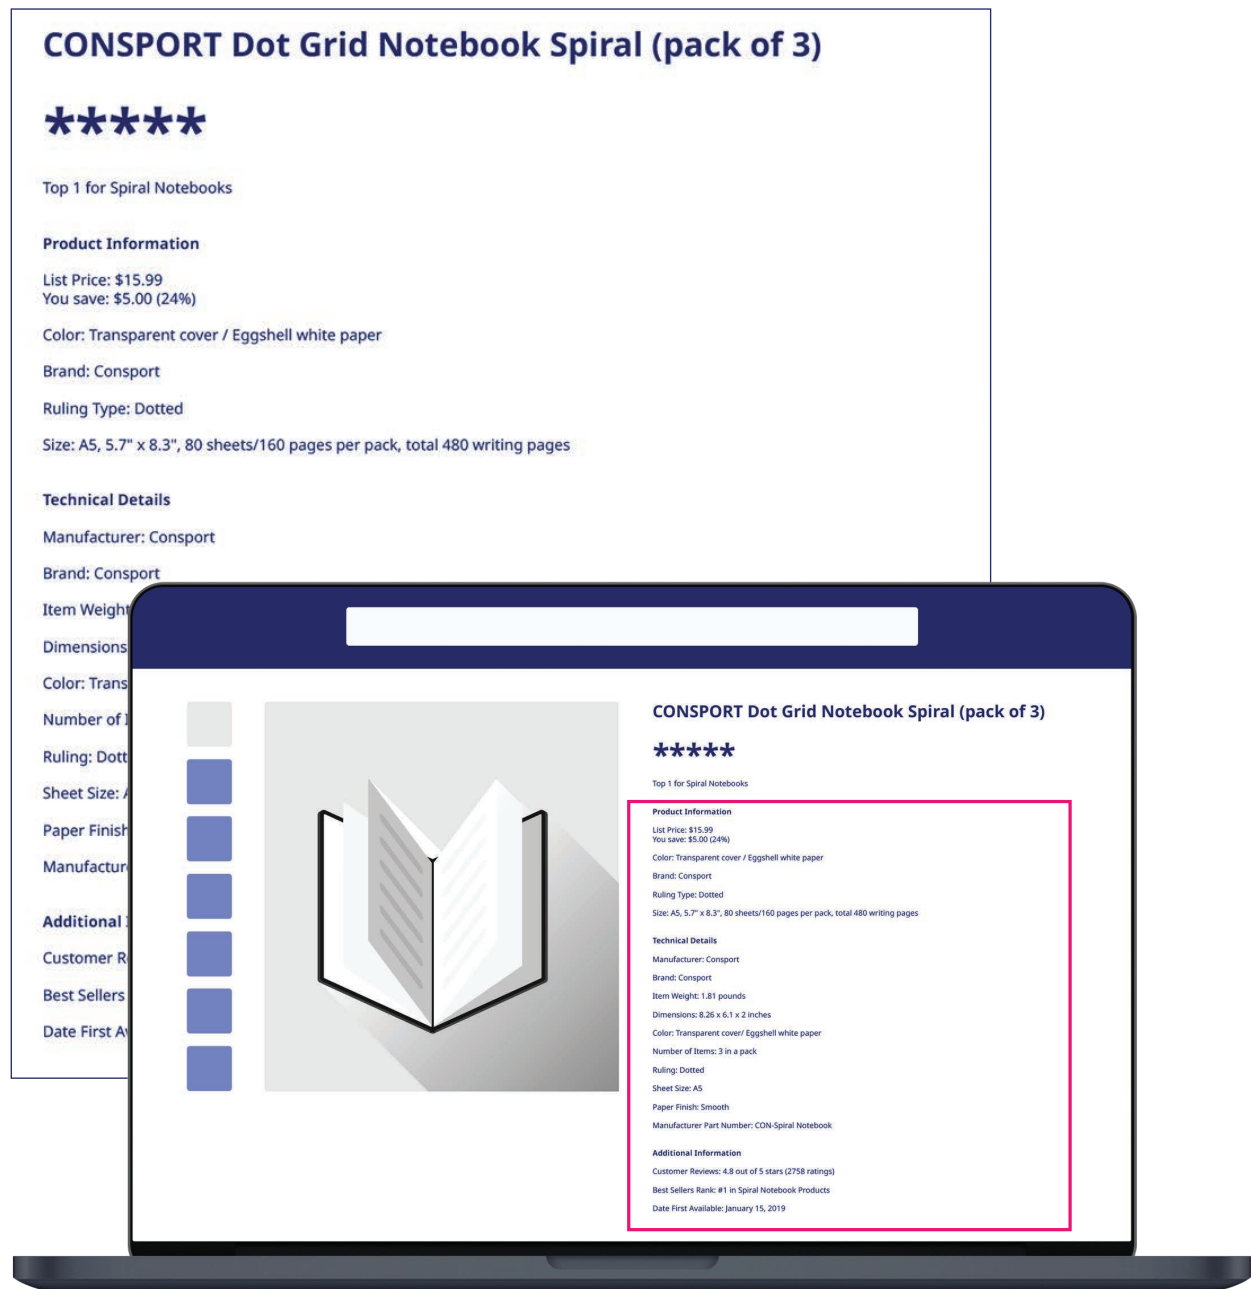 CONSPORT Dot Grid Notebook Spiral (pack of 3)
*****
Top 1 for Spiral Notebooks
Product Information
List Price: $15.99
You save: $5.00 (24%)
Color: Transparent cover / Eggshell white paper
Brand: Consport
Ruling Type: Dotted
Size: A5, 5.7" x 8.3", 80 sheets/160 pages per pack, total 480 writing pages
Technical Details
Manufacturer: Consport
Brand: Consport
Item Weight
Dimensions
Color: Trans
Number of I
Ruling: Dott
Sheet Size: A
Paper Finish
Manufacture
Additional I
Customer Re
Best Sellers
Date First Av
CONSPORT Dot Grid Notebook Spiral (pack of 3)
*****
Top 1 for Spiral Notebooks
Product Information
List Price: $15.99
You save: $5.00 (24%)
Color: Transparent cover / Eggshell white paper
Brand: Consport
Ruling Type: Dotted
Size: A5, 5.7" x 8.3", 80 sheets/160 pages per pack, total 480 writing pages
Technical Details
Manufacturer: Consport
Brand: Consport
Item Weight: 1.81 pounds
Dimensions: 8.26 x 6.1 x 2 inches
Color: Transparent cover/ Eggshell white paper
Number of Items: 3 in a pack
Ruling: Dotted
Sheet Size: A5
Paper Finish: Smooth
Manufacturer Part Number: CON-Spiral Notebook
Additional Information
Customer Reviews: 4.8 out of 5 stars (2758 ratings)
Best Sellers Rank: #1 in Spiral Notebook Products
Date First Available: January 15, 2019